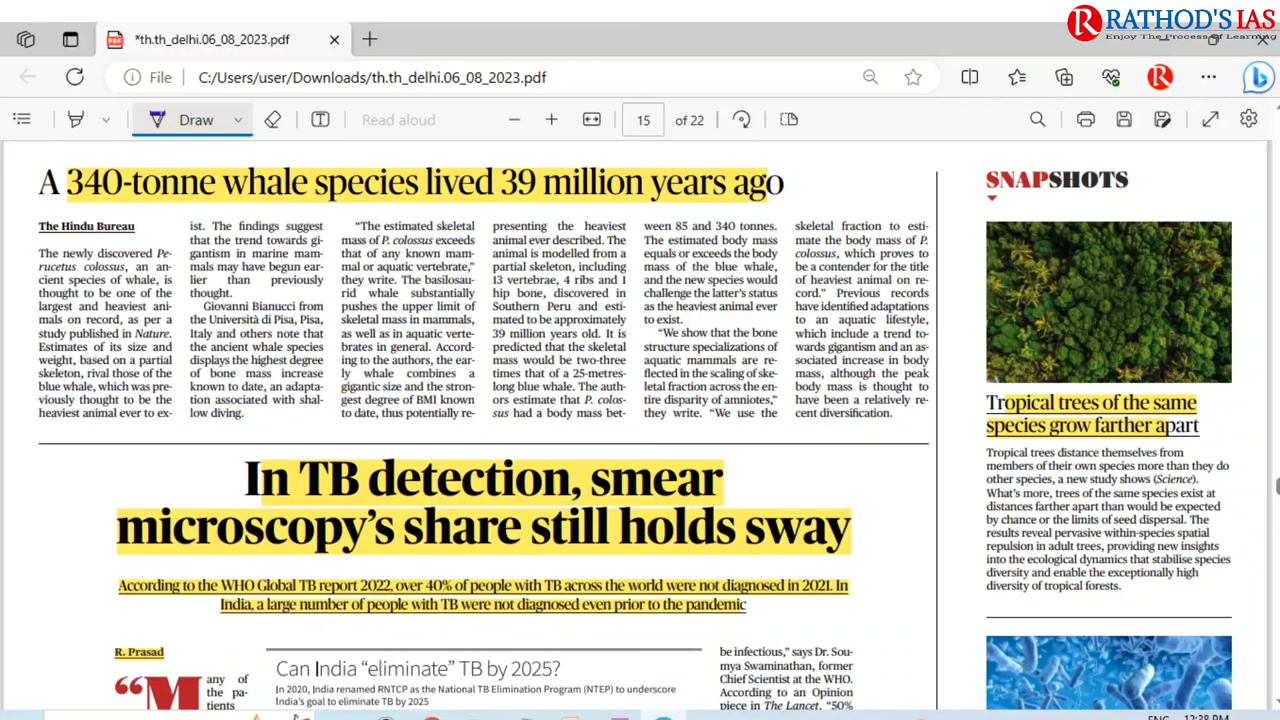 RATHOD'S IAS
Enjoy The Process of Learning
*th.th_delhi.06_08_2023.pdf
File
C:/Users/user/Downloads/th.th_delhi.06_08_2023.pdf
Draw
Read aloud
15
of 22
A 340-tonne whale species lived 39 million years ago
The Hindu Bureau
The newly discovered Pe-
rucetus colossus, an an-
cient species of whale, is
thought to be one of the
largest and heaviest ani-
mals on record, as per a
study published in Nature.
Estimates of its size and
weight, based on a partial
skeleton, rival those of the
blue whale, which was pre-
viously thought to be the
heaviest animal ever to ex-
ist. The findings suggest
that the trend towards gi-
gantism in marine mam-
mals may have begun ear-
lier than previously
thought.
Giovanni Bianucci from
the Università di Pisa, Pisa,
Italy and others note that
the ancient whale species
displays the highest degree
of bone mass increase
known to date, an adapta-
tion associated with shal-
low diving.
"The estimated skeletal
mass of P. colossus exceeds
that of any known mam-
mal or aquatic vertebrate,"
they write. The basilosau-
rid whale substantially
pushes the upper limit of
skeletal mass in mammals,
as well as in aquatic verte-
brates in general. Accord-
ing to the authors, the ear-
ly whale combines a
gigantic size and the stron-
gest degree of BMI known
to date, thus potentially re-
presenting the heaviest
animal ever described. The
animal is modelled from a
partial skeleton, including
13 vertebrae, 4 ribs and 1
hip bone, discovered in
Southern Peru and esti-
mated to be approximately
39 million years old. It is
predicted that the skeletal
mass would be two-three
times that of a 25-metres-
long blue whale. The auth-
ors estimate that P. colos-
sus had a body mass bet-
ween 85 and 340 tonnes.
The estimated body mass
equals or exceeds the body
mass of the blue whale,
and the new species would
challenge the latter's status
as the heaviest animal ever
to exist.
"We show that the bone
structure specializations of
aquatic mammals are re-
flected in the scaling of ske-
letal fraction across the en-
tire disparity of amniotes,"
they write. "We use the
skeletal fraction to esti-
mate the body mass of P.
colossus, which proves to
be a contender for the title
of heaviest animal on re-
cord." Previous records
have identified adaptations
to an aquatic lifestyle,
which include a trend to-
wards gigantism and an as-
sociated increase in body
mass, although the peak
body mass is thought to
have been a relatively re-
cent diversification.
SNAPSHOTS
Tropical trees of the same
species grow farther apart
Tropical trees distance themselves from
members of their own species more than they do
other species, a new study shows (Science).
What's more, trees of the same species exist at
distances farther apart than would be expected
by chance or the limits of seed dispersal. The
results reveal pervasive within-species spatial
repulsion in adult trees, providing new insights
into the ecological dynamics that stabilise species
diversity and enable the exceptionally high
diversity of tropical forests.
In TB detection, smear
microscopy's share still holds sway
According to the WHO Global TB report 2022, over 40% of people with TB across the world were not diagnosed in 2021. In
India, a large number of people with TB were not diagnosed even prior to the pandemic
R. Prasad
"M any of
the pa-
tients
Can India "eliminate" TB by 2025?
In 2020, India renamed RNTCP as the National TB Elimination Program (NTEP) to underscore
India's goal to eliminate TB by 2025
be infectious," says Dr. Sou-
mya Swaminathan, former
Chief Scientist at the WHO.
According to an Opinion
piece in The Lancet, "50%
ENG
12:38 PM